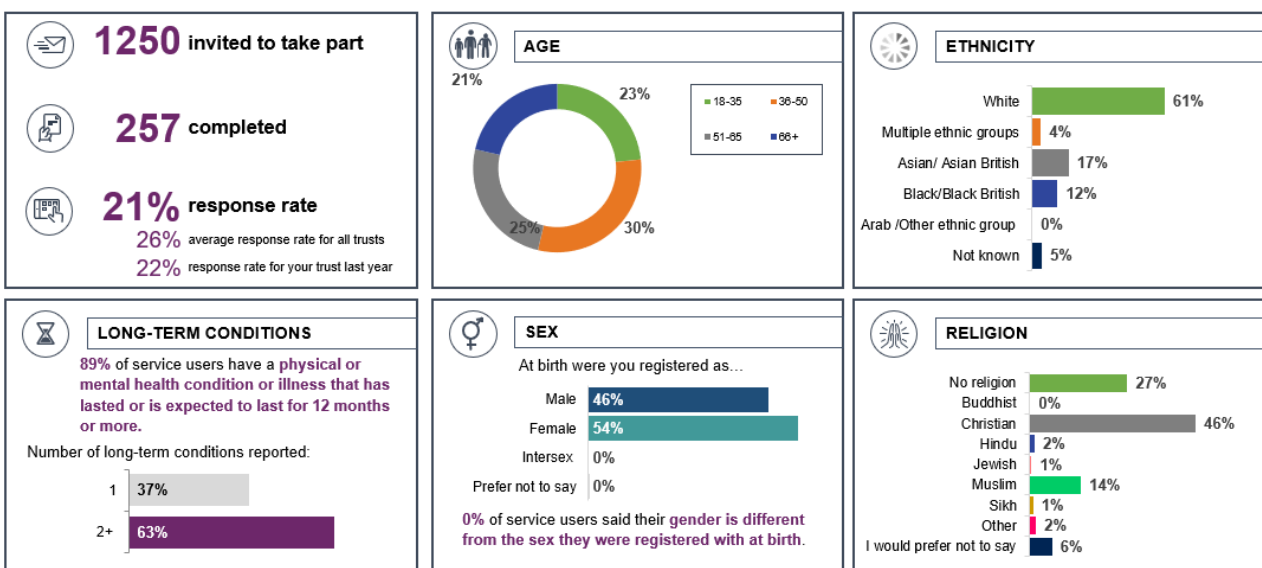 1250 invited to take part
257 completed
21% response rate
26% average response rate for all trusts
22% response rate for your trust last year
AGE
21%
23%
25%
30%
18-35
36-50
51-65
66+
ETHNICITY
White 61%
Multiple ethnic groups 4%
Asian/ Asian British 17%
Black/Black British 12%
Arab /Other ethnic group 0%
Not known 5%
LONG-TERM CONDITIONS
89% of service users have a physical or
mental health condition or illness that has
lasted or is expected to last for 12 months
or more.
Number of long-term conditions reported:
1 37%
2+ 63%
SEX
At birth were you registered as…
Male 46%
Female 54%
Intersex 0%
Prefer not to say 0%
0% of service users said their gender is different
from the sex they were registered with at birth.
RELIGION
No religion 27%
Buddhist 0%
Christian 46%
Hindu 2%
Jewish 1%
Muslim 14%
Sikh 1%
Other 2%
I would prefer not to say 6%